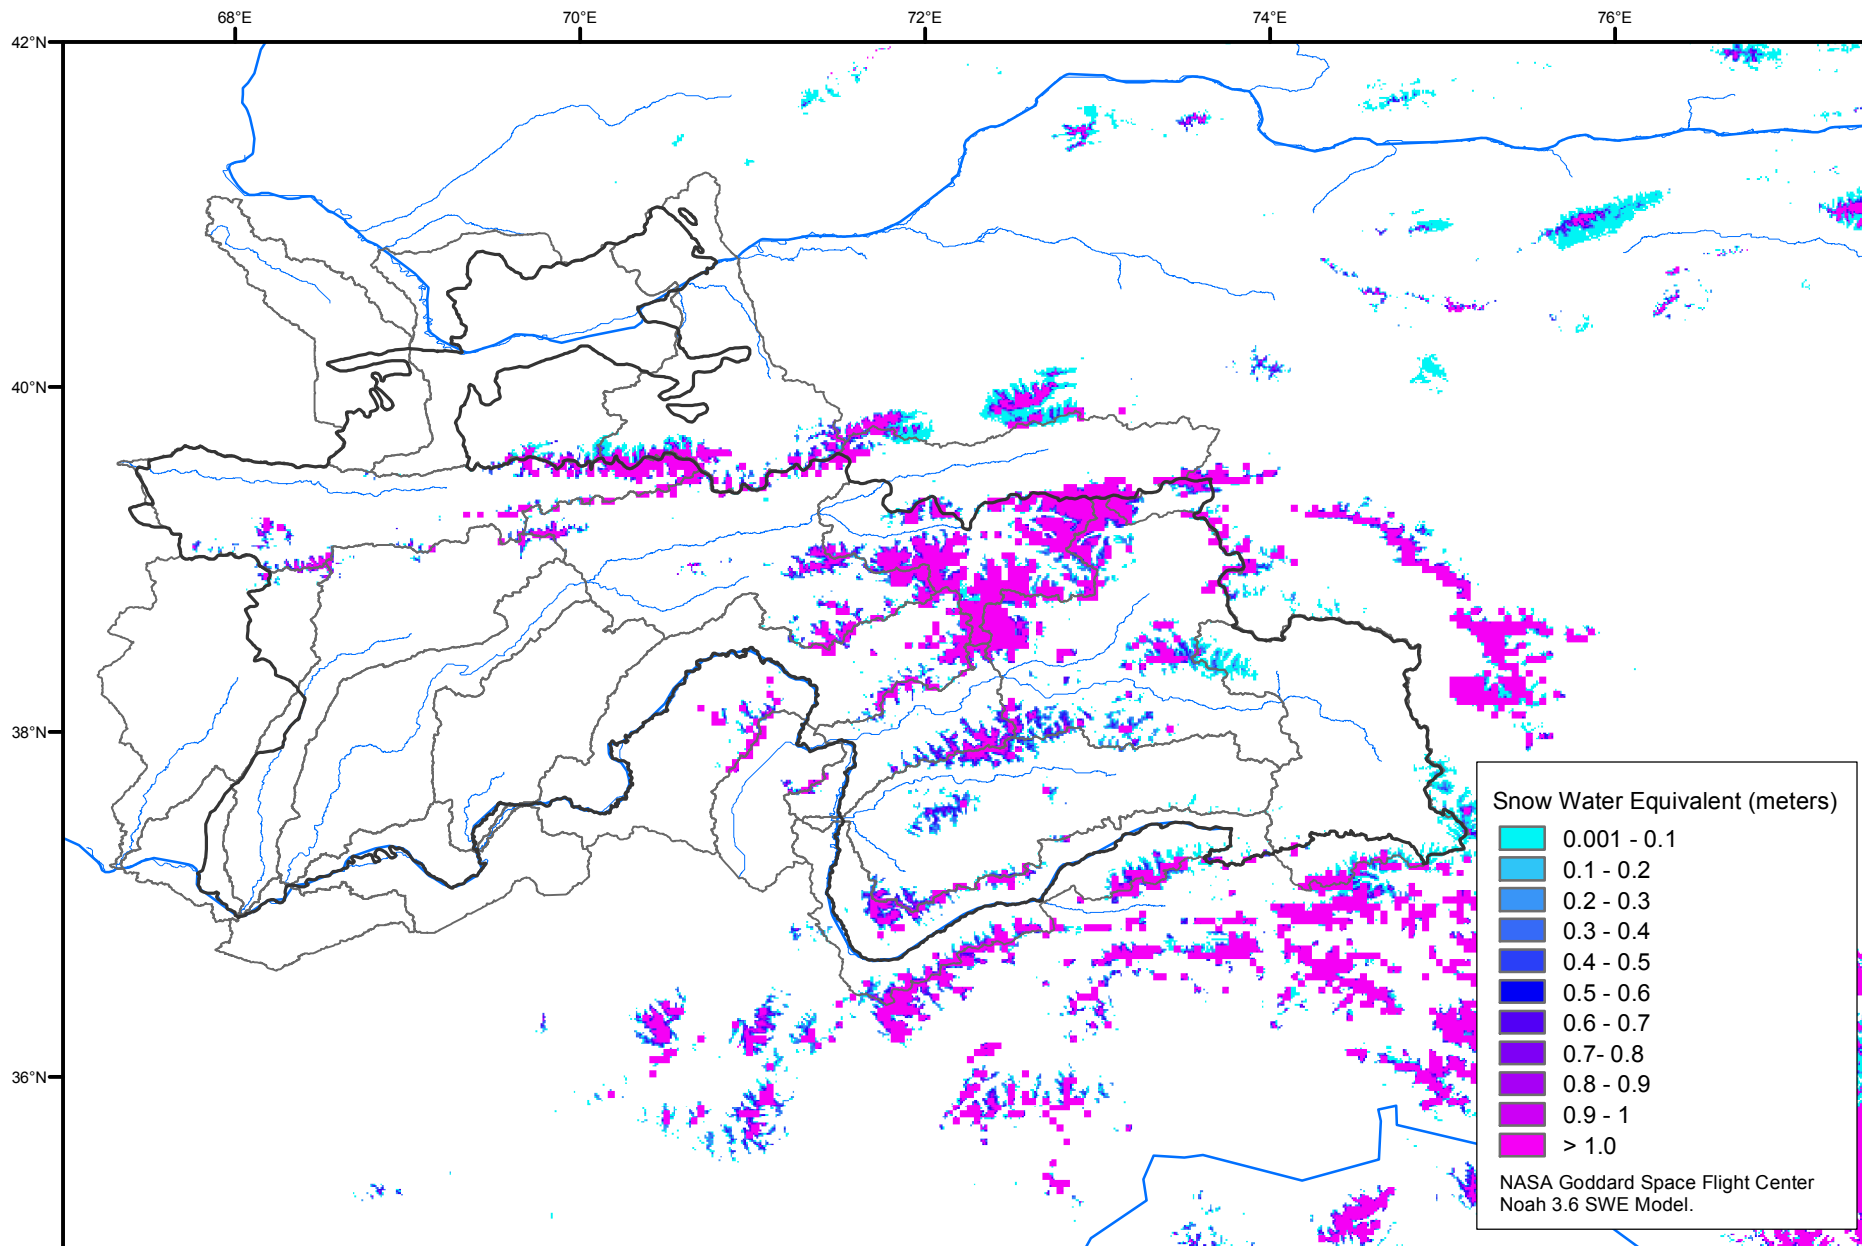 68°E
70°E
72°E
74°E
76°E
42°N
40°N
38°N
36°N
Snow Water Equivalent (meters)
0.001 - 0.1
0.1 - 0.2
0.2 - 0.3
0.3 - 0.4
0.4 - 0.5
0.5 - 0.6
0.6 - 0.7
0.7- 0.8
0.8 - 0.9
0.9 - 1
> 1.0
NASA Goddard Space Flight Center
Noah 3.6 SWE Model.